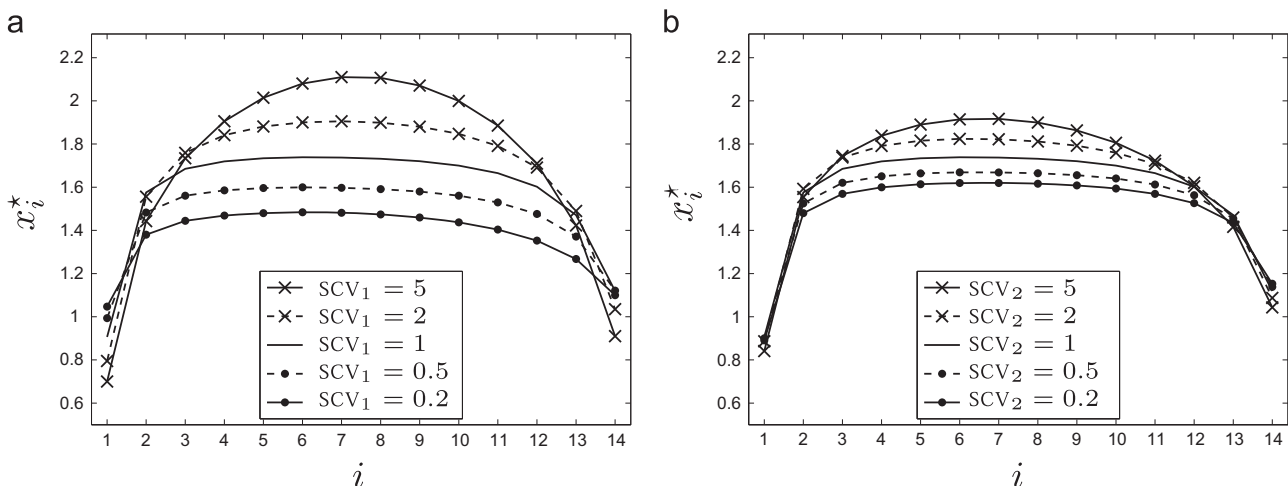 a
2.2
2
1.8
1.6
1.4
1.2
1
0.8
0.6
x_i^⋆
SCV₁ = 5
SCV₁ = 2
SCV₁ = 1
SCV₁ = 0.5
SCV₁ = 0.2
1 2 3 4 5 6 7 8 9 10 11 12 13 14
i
b
2.2
2
1.8
1.6
1.4
1.2
1
0.8
0.6
x_i^⋆
SCV₂ = 5
SCV₂ = 2
SCV₂ = 1
SCV₂ = 0.5
SCV₂ = 0.2
1 2 3 4 5 6 7 8 9 10 11 12 13 14
i